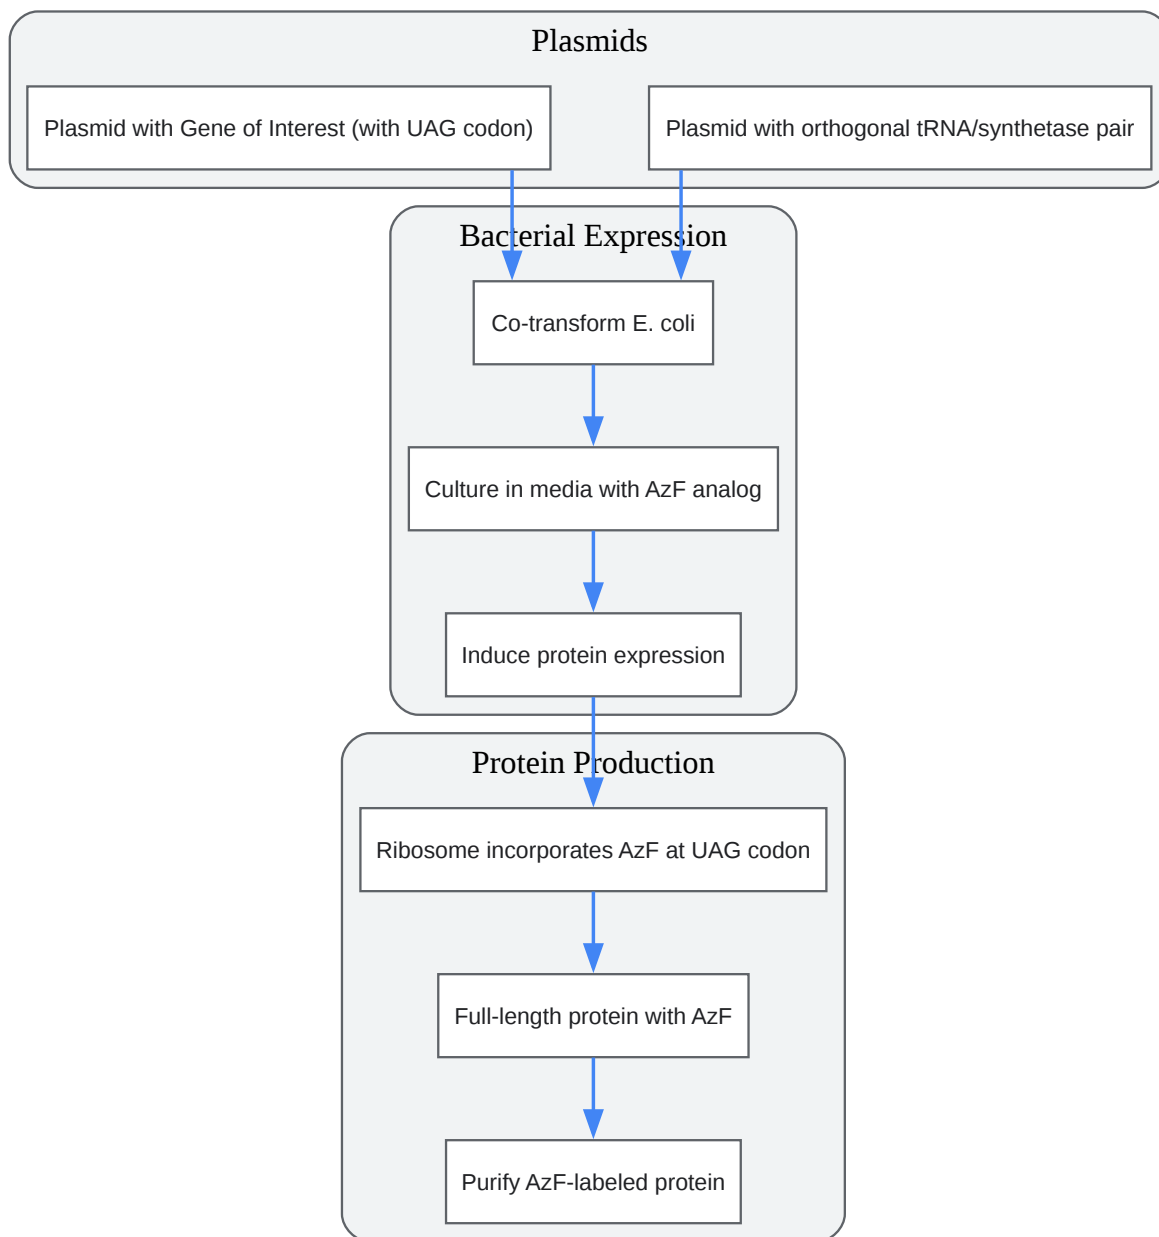 Plasmids
Plasmid with Gene of Interest (with UAG codon)
Plasmid with orthogonal tRNA/synthetase pair
Bacterial Expression
Co-transform E. coli
Culture in media with AzF analog
Induce protein expression
Protein Production
Ribosome incorporates AzF at UAG codon
Full-length protein with AzF
Purify AzF-labeled protein